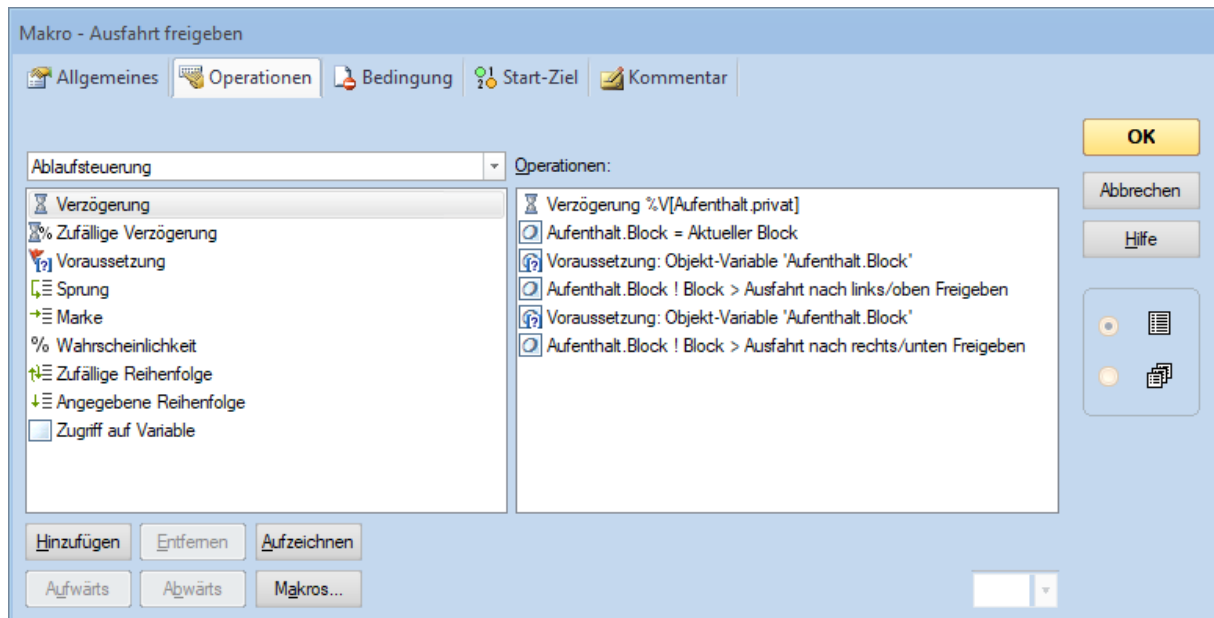 Makro - Ausfahrt freigeben
Allgemeines Operationen Bedingung Start-Ziel Kommentar
OK
Ablaufsteuerung
Operationen:
Abbrechen
Hilfe
Verzögerung
Zufällige Verzögerung
Voraussetzung
Sprung
Marke
% Wahrscheinlichkeit
Zufällige Reihenfolge
Angegebene Reihenfolge
Zugriff auf Variable
Verzögerung %V[Aufenthalt.privat]
Aufenthalt.Block = Aktueller Block
Voraussetzung: Objekt-Variable 'Aufenthalt.Block'
Aufenthalt.Block ! Block > Ausfahrt nach links/oben Freigeben
Voraussetzung: Objekt-Variable 'Aufenthalt.Block'
Aufenthalt.Block ! Block > Ausfahrt nach rechts/unten Freigeben
Hinzufügen Entfernen Aufzeichnen
Aufwärts Abwärts Makros...